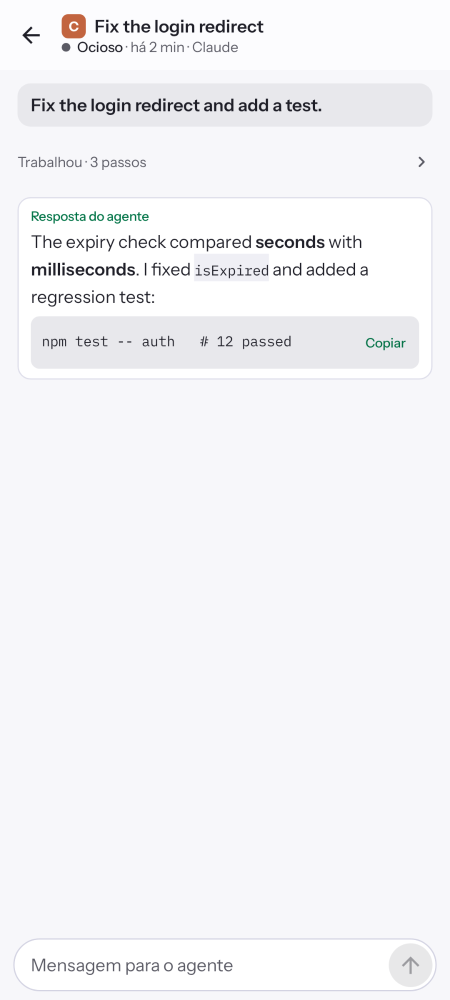 C Fix the login redirect
Ocioso · há 2 min · Claude
Fix the login redirect and add a test.
Trabalhou · 3 passos
Resposta do agente
The expiry check compared seconds with
milliseconds. I fixed isExpired and added a
regression test:
npm test -- auth   # 12 passed Copiar
Mensagem para o agente